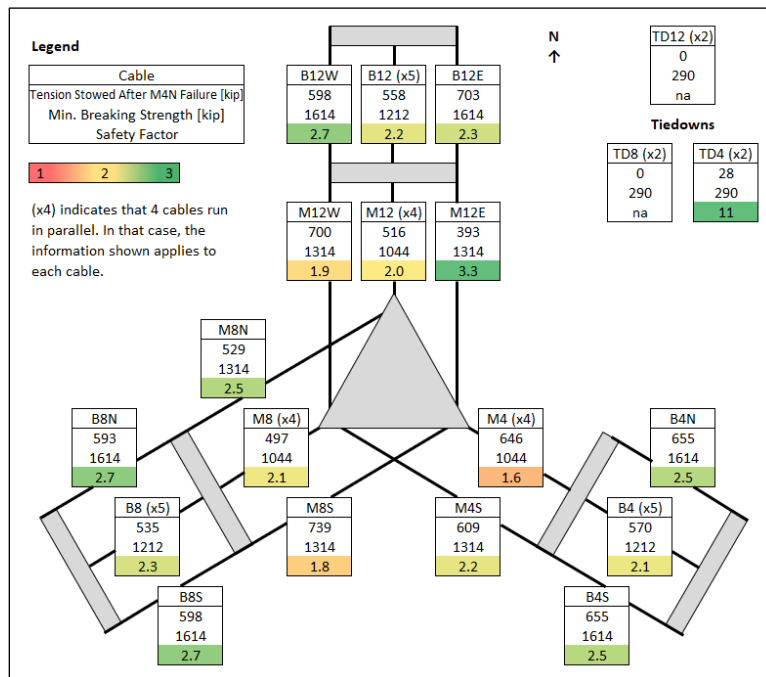 Legend
Cable
Tension Stowed After M4N Failure [kip]
Min. Breaking Strength [kip]
Safety Factor
1 2 3
(x4) indicates that 4 cables run
in parallel. In that case, the
information shown applies to
each cable.
N
↑
TD12 (x2)
0
290
na
Tiedowns
TD8 (x2)
0
290
na
TD4 (x2)
28
290
11
B12W
598
1614
2.7
B12 (x5)
558
1212
2.2
B12E
703
1614
2.3
M12W
700
1314
1.9
M12 (x4)
516
1044
2.0
M12E
393
1314
3.3
M8N
529
1314
2.5
B8N
593
1614
2.7
M8 (x4)
497
1044
2.1
M4 (x4)
646
1044
1.6
B4N
655
1614
2.5
B8 (x5)
535
1212
2.3
M8S
739
1314
1.8
M4S
609
1314
2.2
B4 (x5)
570
1212
2.1
B8S
598
1614
2.7
B4S
655
1614
2.5